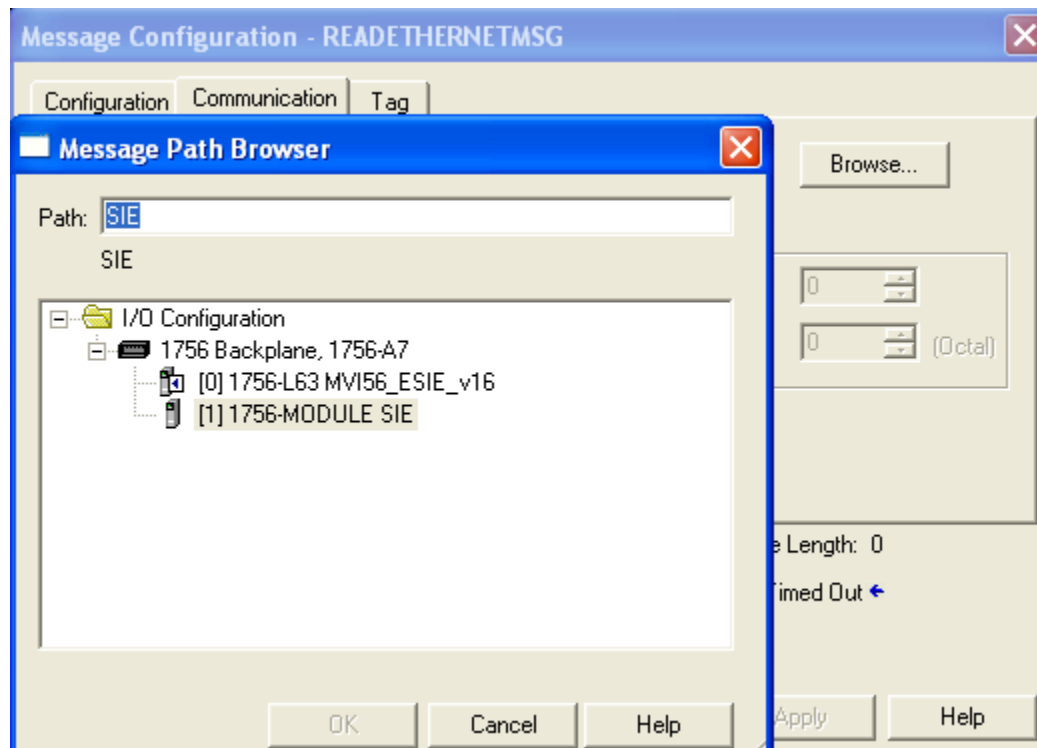 Message Configuration - READETHERNETMSG
Configuration Communication Tag
Message Path Browser
Browse...
Path: SIE
SIE
0
0 (Octal)
I/O Configuration
1756 Backplane, 1756-A7
[0] 1756-L63 MVI56_ESIE_v16
[1] 1756-MODULE SIE
Length: 0
Out
OK Cancel Help
Apply Help